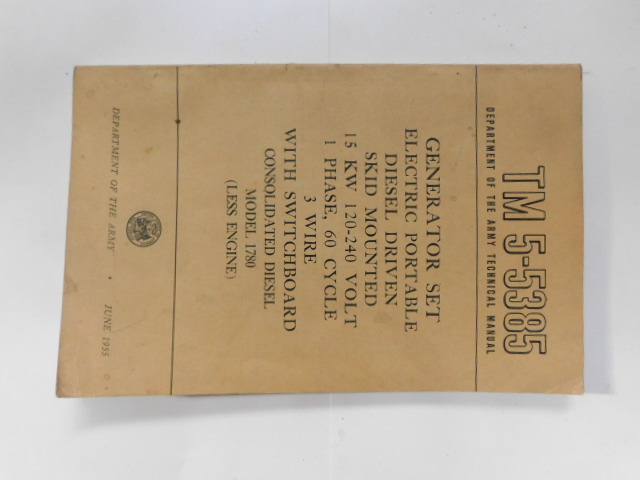 TM 5-5385
DEPARTMENT OF THE ARMY TECHNICAL MANUAL
GENERATOR SET
ELECTRIC PORTABLE
DIESEL DRIVEN
SKID MOUNTED
15 KW 120-240 VOLT
1 PHASE, 60 CYCLE
3 WIRE
WITH SWITCHBOARD
CONSOLIDATED DIESEL
MODEL 1780
(LESS ENGINE)
DEPARTMENT OF THE ARMY • JUNE 1955